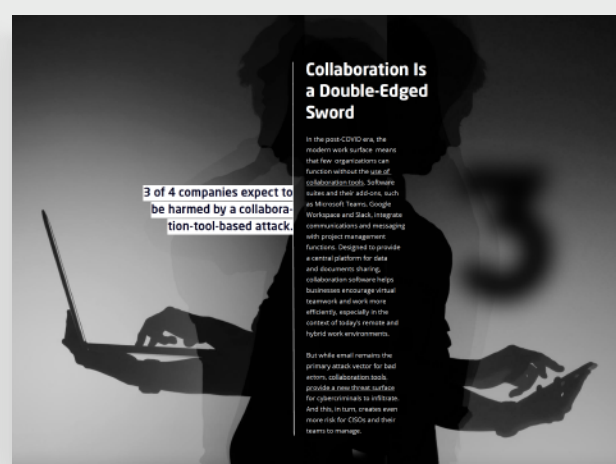 Collaboration Is
a Double-Edged
Sword
In the post-COVID era, the
modern work surface means
that few organizations can
function without the use of
collaboration tools. Software
suites and their add-ons, such
as Microsoft Teams, Google
Workspace and Slack, integrate
communications and messaging
with project management
functions. Designed to provide
a central platform for data
and documents sharing,
collaboration software helps
businesses encourage virtual
teamwork and work more
efficiently, especially in the
context of today's remote and
hybrid work environments.
But while email remains the
primary attack vector for bad
actors, collaboration tools
provide a new threat surface
for cybercriminals to infiltrate.
And this, in turn, creates even
more risk for CISOs and their
teams to manage.
3 of 4 companies expect to
be harmed by a collabora-
tion-tool-based attack.
3